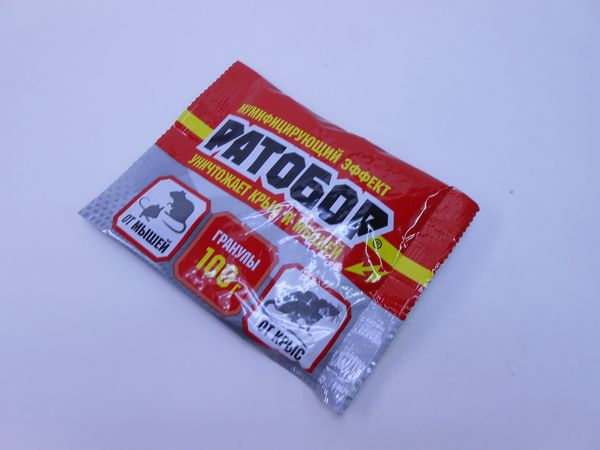 МУМИФИЦИРУЮЩИЙ ЭФФЕКТ
РАТОБОР®
УНИЧТОЖАЕТ КРЫС И МЫШЕЙ
ОТ МЫШЕЙ
ГРАНУЛЫ
100 Г
ОТ КРЫС